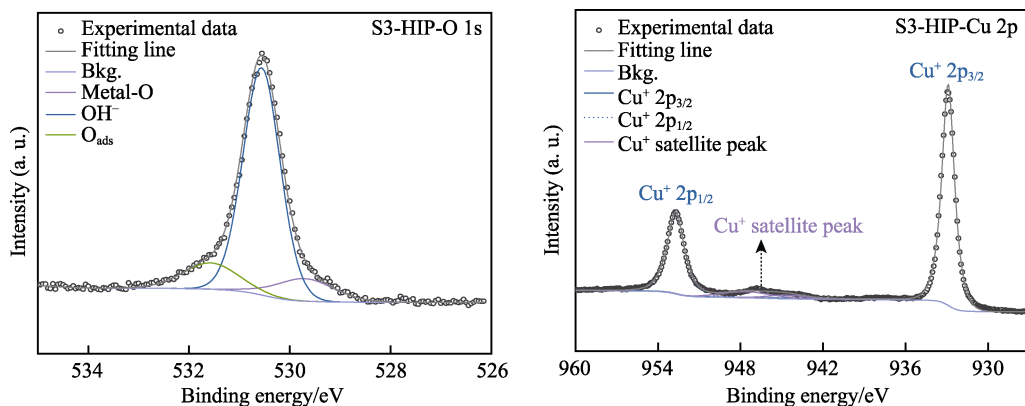 Experimental data
S3-HIP-O 1s
Fitting line
Bkg.
Metal-O
OH⁻
O_ads
Intensity (a. u.)
534
532
530
528
526
Binding energy/eV
Experimental data
S3-HIP-Cu 2p
Fitting line
Bkg.
Cu⁺ 2p₃/₂
Cu⁺ 2p₁/₂
Cu⁺ satellite peak
Cu⁺ 2p₃/₂
Cu⁺ 2p₁/₂
Cu⁺ satellite peak
Intensity (a. u.)
960
954
948
942
936
930
Binding energy/eV